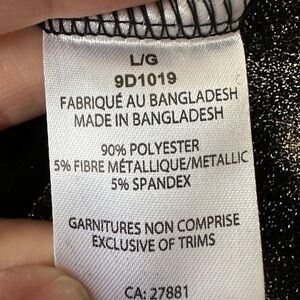 L/G
9D1019
FABRIQUÉ AU BANGLADESH
MADE IN BANGLADESH
90% POLYESTER
5% FIBRE MÉTALLIQUE/METALLIC
5% SPANDEX
GARNITURES NON COMPRISE
EXCLUSIVE OF TRIMS
CA: 27881